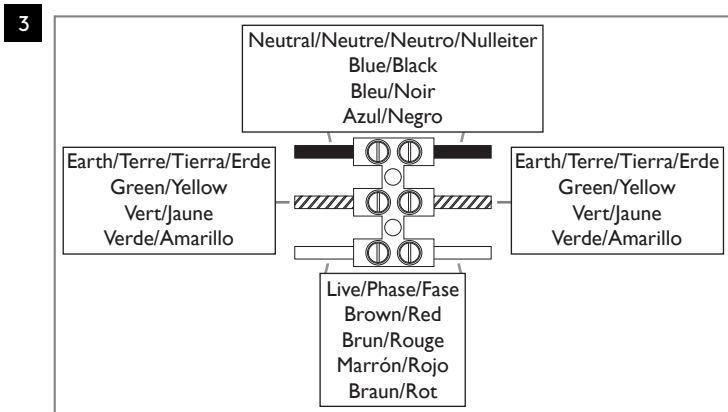 3
Neutral/Neutre/Neutro/Nulleiter
Blue/Black
Bleu/Noir
Azul/Negro
Earth/Terre/Tierra/Erde
Green/Yellow
Vert/Jaune
Verde/Amarillo
Earth/Terre/Tierra/Erde
Green/Yellow
Vert/Jaune
Verde/Amarillo
Live/Phase/Fase
Brown/Red
Brun/Rouge
Marrón/Rojo
Braun/Rot